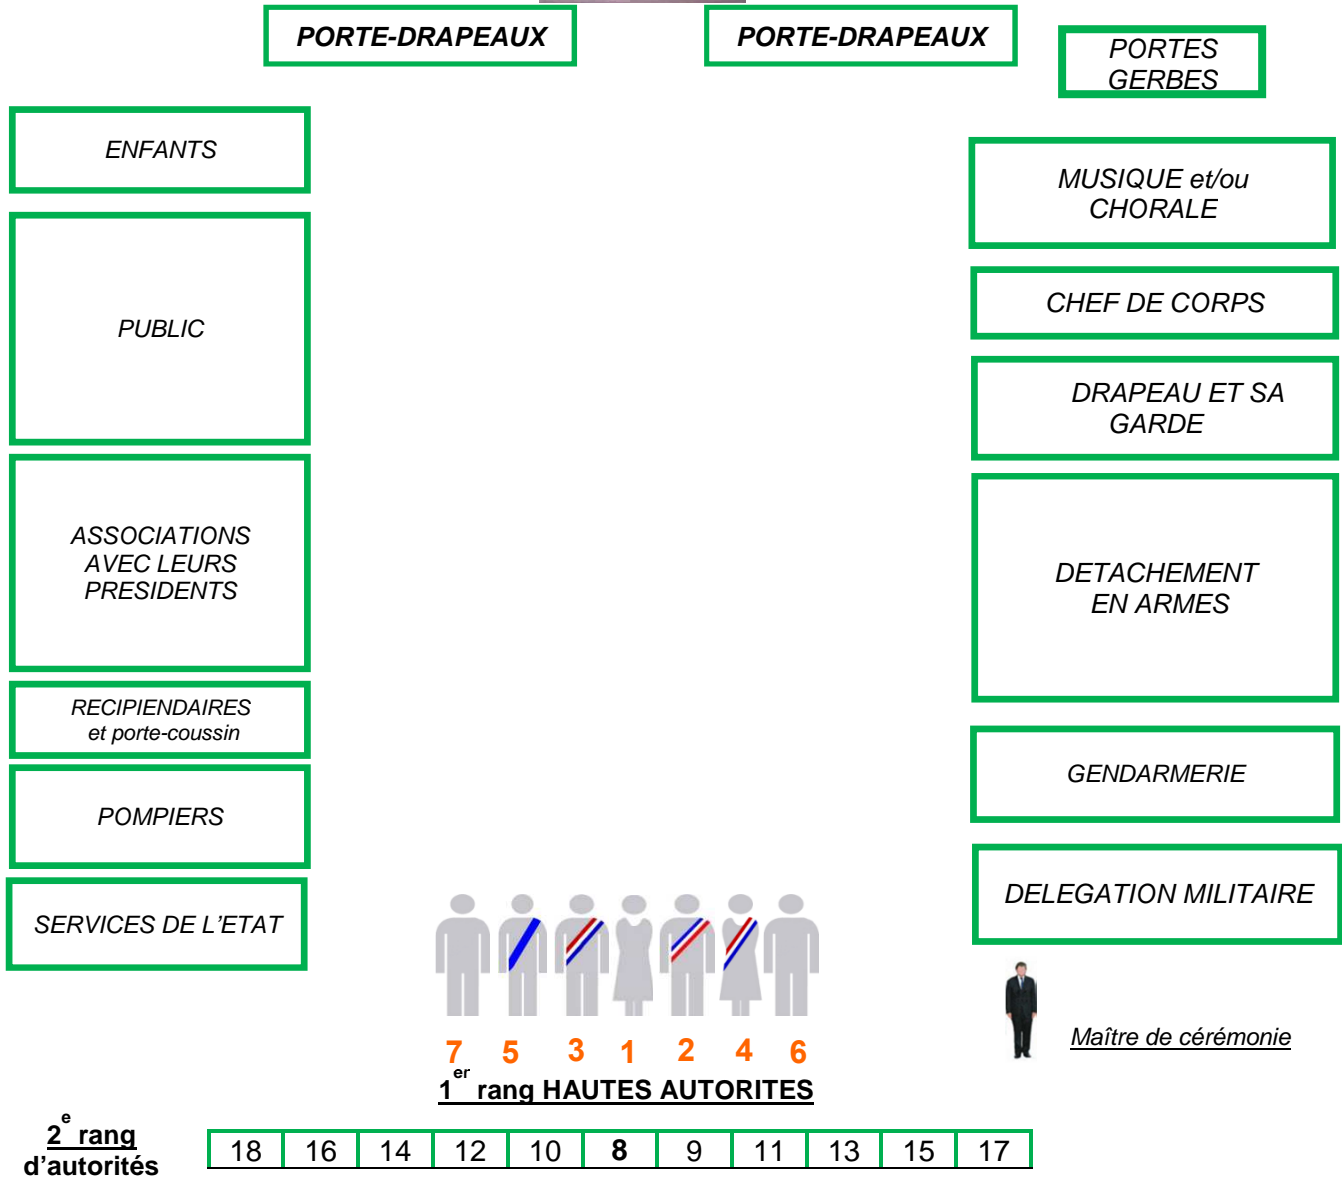 PORTE-DRAPEAUX
PORTE-DRAPEAUX
PORTES
GERBES
ENFANTS
MUSIQUE et/ou
CHORALE
PUBLIC
CHEF DE CORPS
DRAPEAU ET SA
GARDE
ASSOCIATIONS
AVEC LEURS
PRESIDENTS
DETACHEMENT
EN ARMES
RECIPIENDAIRES
et porte-coussin
GENDARMERIE
POMPIERS
DELEGATION MILITAIRE
SERVICES DE L'ETAT
Maître de cérémonie
7 5 3 1 2 4 6
1er rang HAUTES AUTORITES
2e rang
d'autorités
18 16 14 12 10 8 9 11 13 15 17